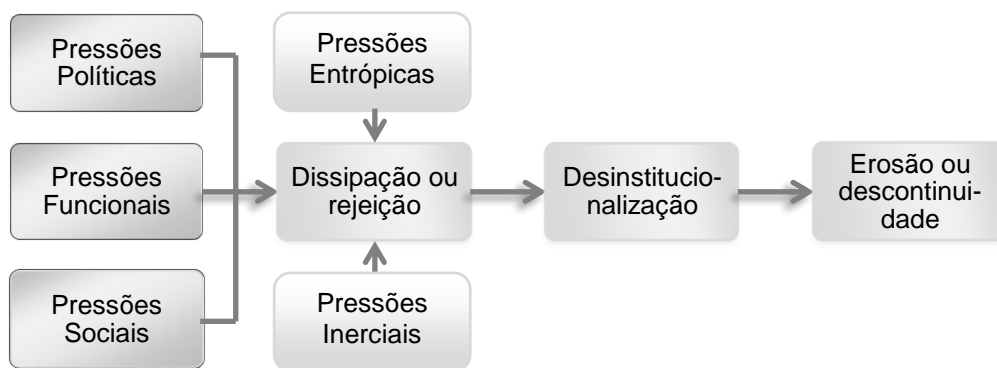 Pressões
Políticas
Pressões
Funcionais
Pressões
Sociais
Pressões
Entrópicas
Dissipação ou
rejeição
Pressões
Inerciais
Desinstitucio-
nalização
Erosão ou
descontinui-
dade